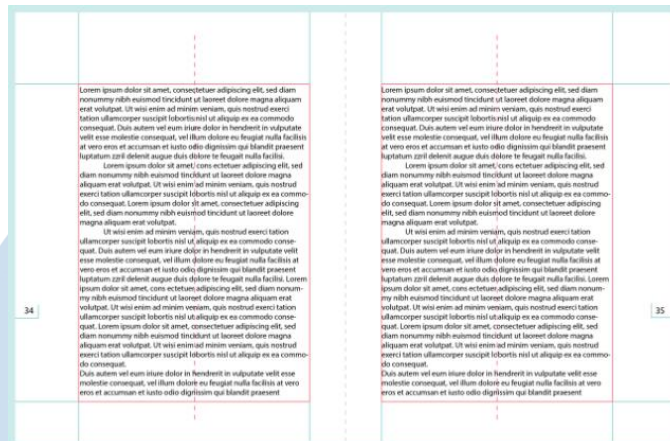 Lorem ipsum dolor sit amet, consectetuer adipiscing elit, sed diam
nonummy nibh euismod tincidunt ut laoreet dolore magna aliquam
erat volutpat. Ut wisi enim ad minim veniam, quis nostrud exerci
tation ullamcorper suscipit lobortis nisl ut aliquip ex ea commodo
consequat. Duis autem vel eum iriure dolor in hendrerit in vulputate
velit esse molestie consequat, vel illum dolore eu feugiat nulla facilisis
at vero eros et accumsan et iusto odio dignissim qui blandit praesent
luptatum zzril delenit augue duis dolore te feugait nulla facilisi.
Lorem ipsum dolor sit amet, cons ectetuer adipiscing elit, sed
diam nonummy nibh euismod tincidunt ut laoreet dolore magna
aliquam erat volutpat. Ut wisi enim ad minim veniam, quis nostrud
exerci tation ullamcorper suscipit lobortis nisl ut aliquip ex ea commo-
do consequat. Lorem ipsum dolor sit amet, cons ectetuer adipiscing
elit, sed diam nonummy nibh euismod tincidunt ut laoreet dolore
magna aliquam erat volutpat.
Ut wisi enim ad minim veniam, quis nostrud exerci tation
ullamcorper suscipit lobortis nisl ut aliquip ex ea commodo conse-
quat. Duis autem vel eum iriure dolor in hendrerit in vulputate velit
esse molestie consequat, vel illum dolore eu feugiat nulla facilisis at
vero eros et accumsan et iusto odio dignissim qui blandit praesent
luptatum zzril delenit augue duis dolore te feugait nulla facilisi. Lorem
ipsum dolor sit amet, cons ectetuer adipiscing elit, sed diam nonum-
my nibh euismod tincidunt ut laoreet dolore magna aliquam erat
volutpat. Ut wisi enim ad minim veniam, quis nostrud exerci tation
ullamcorper suscipit lobortis nisl ut aliquip ex ea commodo conse-
quat. Lorem ipsum dolor sit amet, cons ectetuer adipiscing elit, sed
diam nonummy nibh euismod tincidunt ut laoreet dolore magna
aliquam erat volutpat. Ut wisi enim ad minim veniam, quis nostrud
exerci tation ullamcorper suscipit lobortis nisl ut aliquip ex ea commo-
do consequat.
Duis autem vel eum iriure dolor in hendrerit in vulputate velit esse
molestie consequat, vel illum dolore eu feugiat nulla facilisis at vero
eros et accumsan et iusto odio dignissim qui blandit praesent
34
Lorem ipsum dolor sit amet, consectetuer adipiscing elit, sed diam
nonummy nibh euismod tincidunt ut laoreet dolore magna aliquam
erat volutpat. Ut wisi enim ad minim veniam, quis nostrud exerci
tation ullamcorper suscipit lobortis nisl ut aliquip ex ea commodo
consequat. Duis autem vel eum iriure dolor in hendrerit in vulputate
velit esse molestie consequat, vel illum dolore eu feugiat nulla facilisis
at vero eros et accumsan et iusto odio dignissim qui blandit praesent
luptatum zzril delenit augue duis dolore te feugait nulla facilisi.
Lorem ipsum dolor sit amet, cons ectetuer adipiscing elit, sed
diam nonummy nibh euismod tincidunt ut laoreet dolore magna
aliquam erat volutpat. Ut wisi enim ad minim veniam, quis nostrud
exerci tation ullamcorper suscipit lobortis nisl ut aliquip ex ea commo-
do consequat. Lorem ipsum dolor sit amet, cons ectetuer adipiscing
elit, sed diam nonummy nibh euismod tincidunt ut laoreet dolore
magna aliquam erat volutpat.
Ut wisi enim ad minim veniam, quis nostrud exerci tation
ullamcorper suscipit lobortis nisl ut aliquip ex ea commodo conse-
quat. Duis autem vel eum iriure dolor in hendrerit in vulputate velit
esse molestie consequat, vel illum dolore eu feugiat nulla facilisis at
vero eros et accumsan et iusto odio dignissim qui blandit praesent
luptatum zzril delenit augue duis dolore te feugait nulla facilisi. Lorem
ipsum dolor sit amet, cons ectetuer adipiscing elit, sed diam nonum-
my nibh euismod tincidunt ut laoreet dolore magna aliquam erat
volutpat. Ut wisi enim ad minim veniam, quis nostrud exerci tation
ullamcorper suscipit lobortis nisl ut aliquip ex ea commodo conse-
quat. Lorem ipsum dolor sit amet, cons ectetuer adipiscing elit, sed
diam nonummy nibh euismod tincidunt ut laoreet dolore magna
aliquam erat volutpat. Ut wisi enim ad minim veniam, quis nostrud
exerci tation ullamcorper suscipit lobortis nisl ut aliquip ex ea commo-
do consequat.
Duis autem vel eum iriure dolor in hendrerit in vulputate velit esse
molestie consequat, vel illum dolore eu feugiat nulla facilisis at vero
eros et accumsan et iusto odio dignissim qui blandit praesent
35